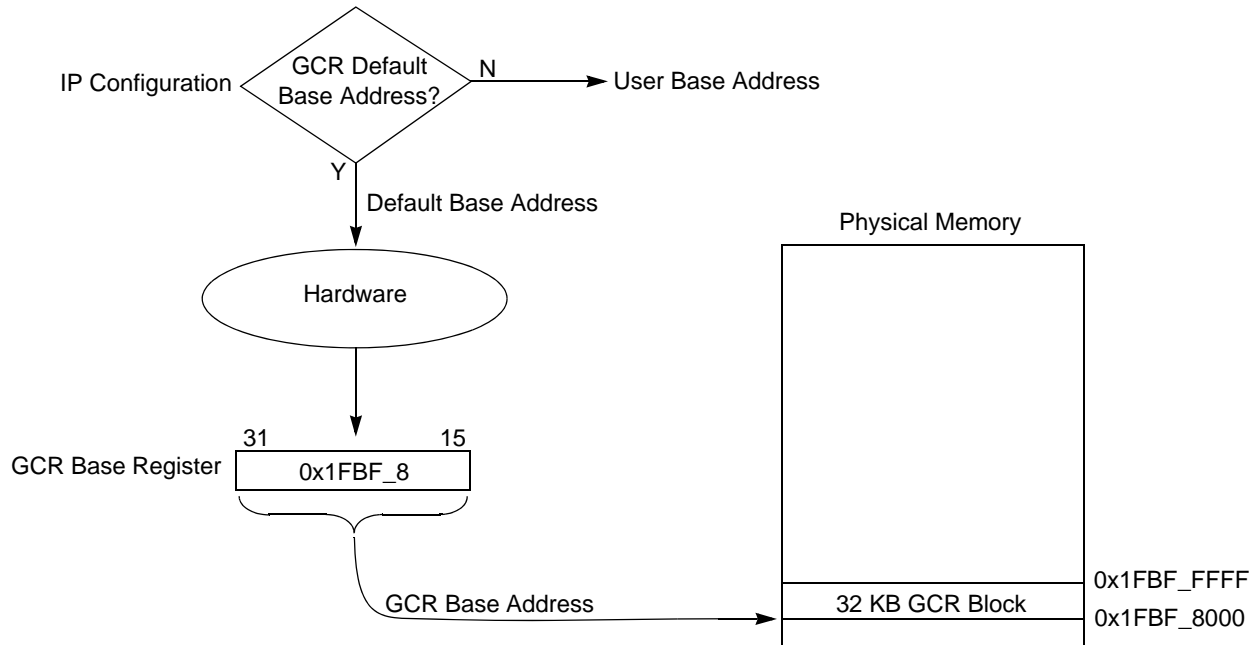 GCR Default
Base Address?
IP Configuration
N
User Base Address
Y
Default Base Address
Hardware
Physical Memory
31
15
GCR Base Register
0x1FBF_8
GCR Base Address
32 KB GCR Block
0x1FBF_FFFF
0x1FBF_8000